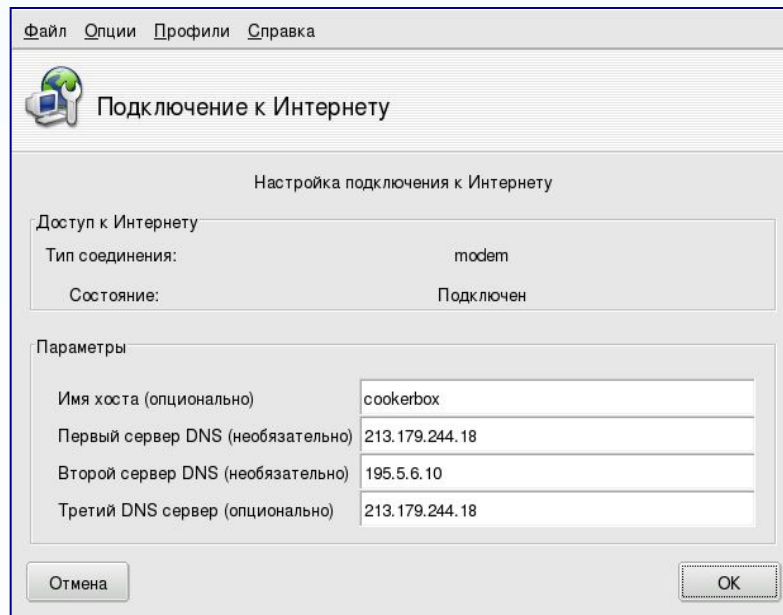 Файл Опции Профили Справка
Подключение к Интернету
Настройка подключения к Интернету
Доступ к Интернету
Тип соединения: modem
Состояние: Подключен
Параметры
Имя хоста (опционально) cookerbox
Первый сервер DNS (необязательно) 213.179.244.18
Второй сервер DNS (необязательно) 195.5.6.10
Третий DNS сервер (опционально) 213.179.244.18
Отмена OK